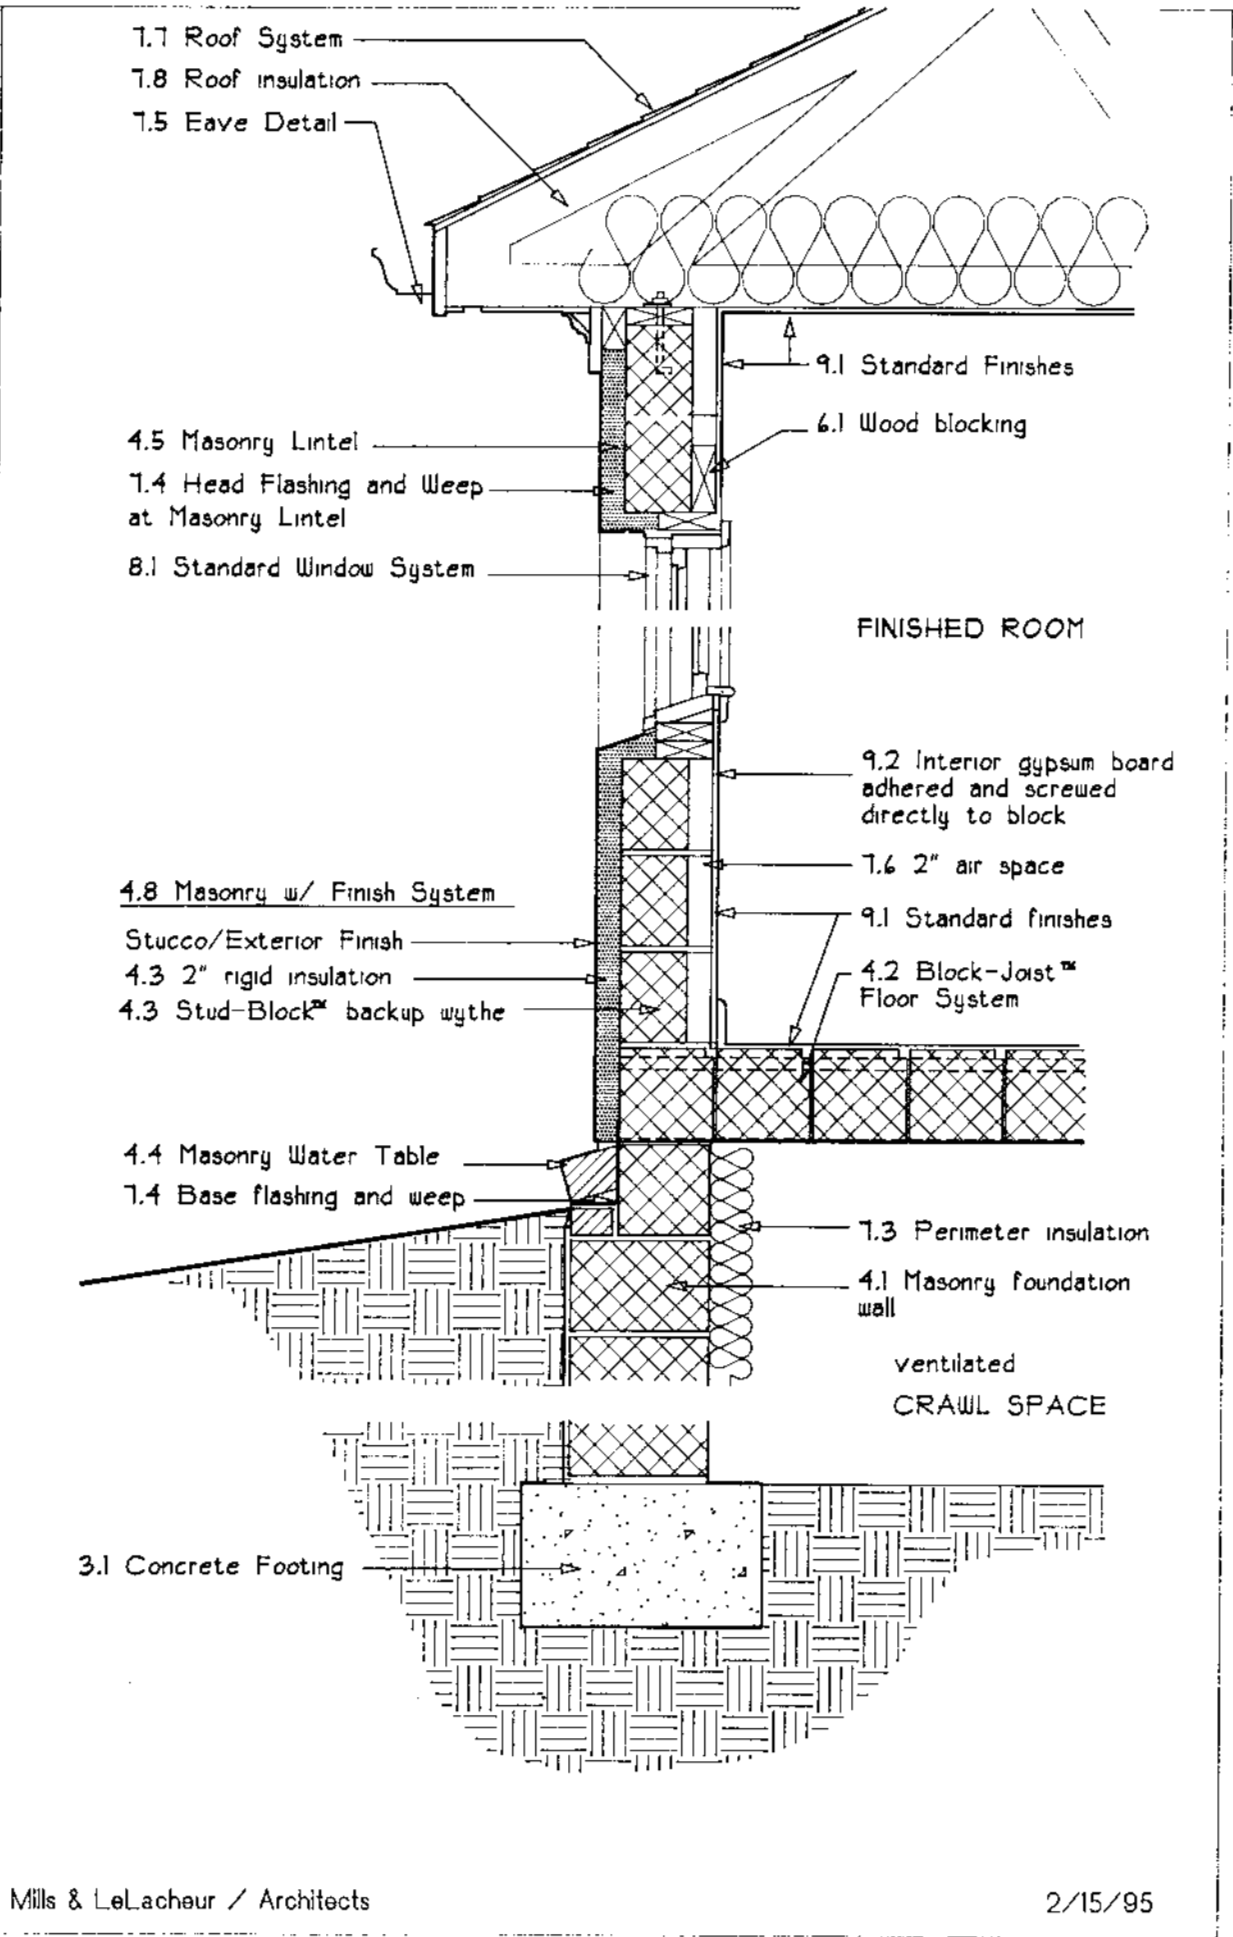 7.7 Roof System
7.8 Roof insulation
7.5 Eave Detail
9.1 Standard Finishes
6.1 Wood blocking
4.5 Masonry Lintel
7.4 Head Flashing and Weep
at Masonry Lintel
8.1 Standard Window System
FINISHED ROOM
9.2 Interior gypsum board
adhered and screwed
directly to block
7.6 2" air space
4.8 Masonry w/ Finish System
9.1 Standard finishes
Stucco/Exterior Finish
4.3 2" rigid insulation
4.2 Block-Joist™
Floor System
4.3 Stud-Block™ backup wythe
4.4 Masonry Water Table
7.4 Base flashing and weep
7.3 Perimeter insulation
4.1 Masonry foundation
wall
ventilated
CRAWL SPACE
3.1 Concrete Footing
Mills & LeLacheur / Architects
2/15/95